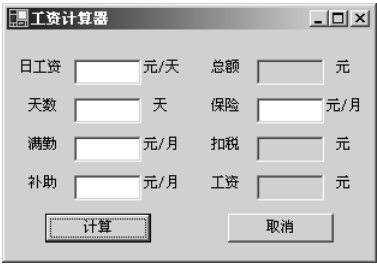 工资计算器
日工资 元/天 总额 元
天数 天 保险 元/月
满勤 元/月 扣税 元
补助 元/月 工资 元
计算 取消